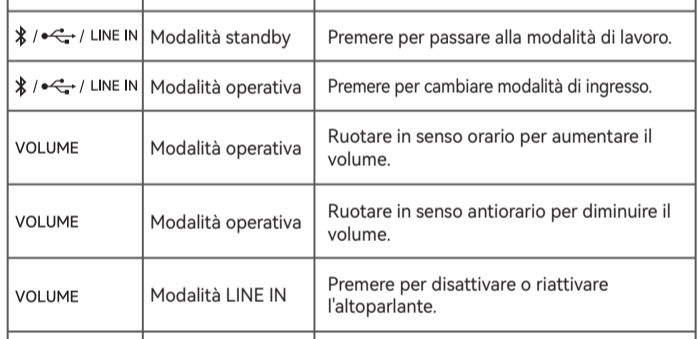 / / LINE IN Modalità standby Premere per passare alla modalità di lavoro.
/ / LINE IN Modalità operativa Premere per cambiare modalità di ingresso.
VOLUME Modalità operativa Ruotare in senso orario per aumentare il
volume.
VOLUME Modalità operativa Ruotare in senso antiorario per diminuire il
volume.
VOLUME Modalità LINE IN Premere per disattivare o riattivare
l'altoparlante.